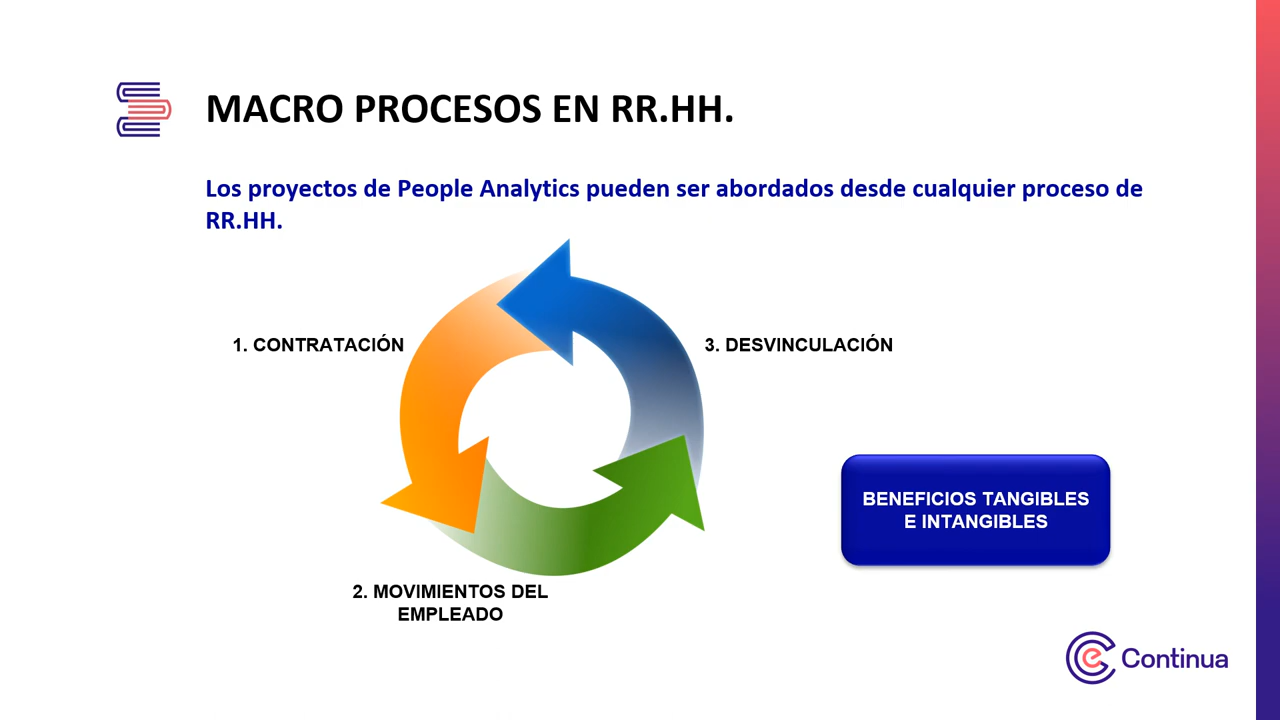 MACRO PROCESOS EN RR.HH.
Los proyectos de People Analytics pueden ser abordados desde cualquier proceso de
RR.HH.
1. CONTRATACIÓN
3. DESVINCULACIÓN
BENEFICIOS TANGIBLES
E INTANGIBLES
2. MOVIMIENTOS DEL
EMPLEADO
e Continua